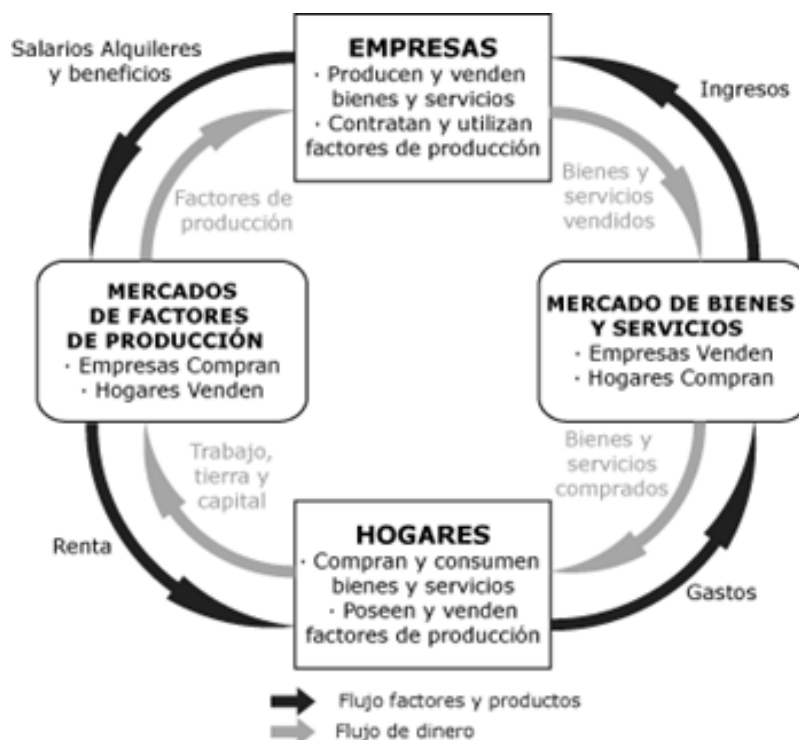 EMPRESAS
· Producen y venden
bienes y servicios
· Contratan y utilizan
factores de producción
Salarios Alquileres
y beneficios
Ingresos
Factores de
producción
Bienes y
servicios
vendidos
MERCADOS
DE FACTORES
DE PRODUCCIÓN
· Empresas Compran
· Hogares Venden
MERCADO DE BIENES
Y SERVICIOS
· Empresas Venden
· Hogares Compran
Trabajo,
tierra y
capital
Bienes y
servicios
comprados
Renta
Gastos
HOGARES
· Compran y consumen
bienes y servicios
· Poseen y venden
factores de producción
Flujo factores y productos
Flujo de dinero